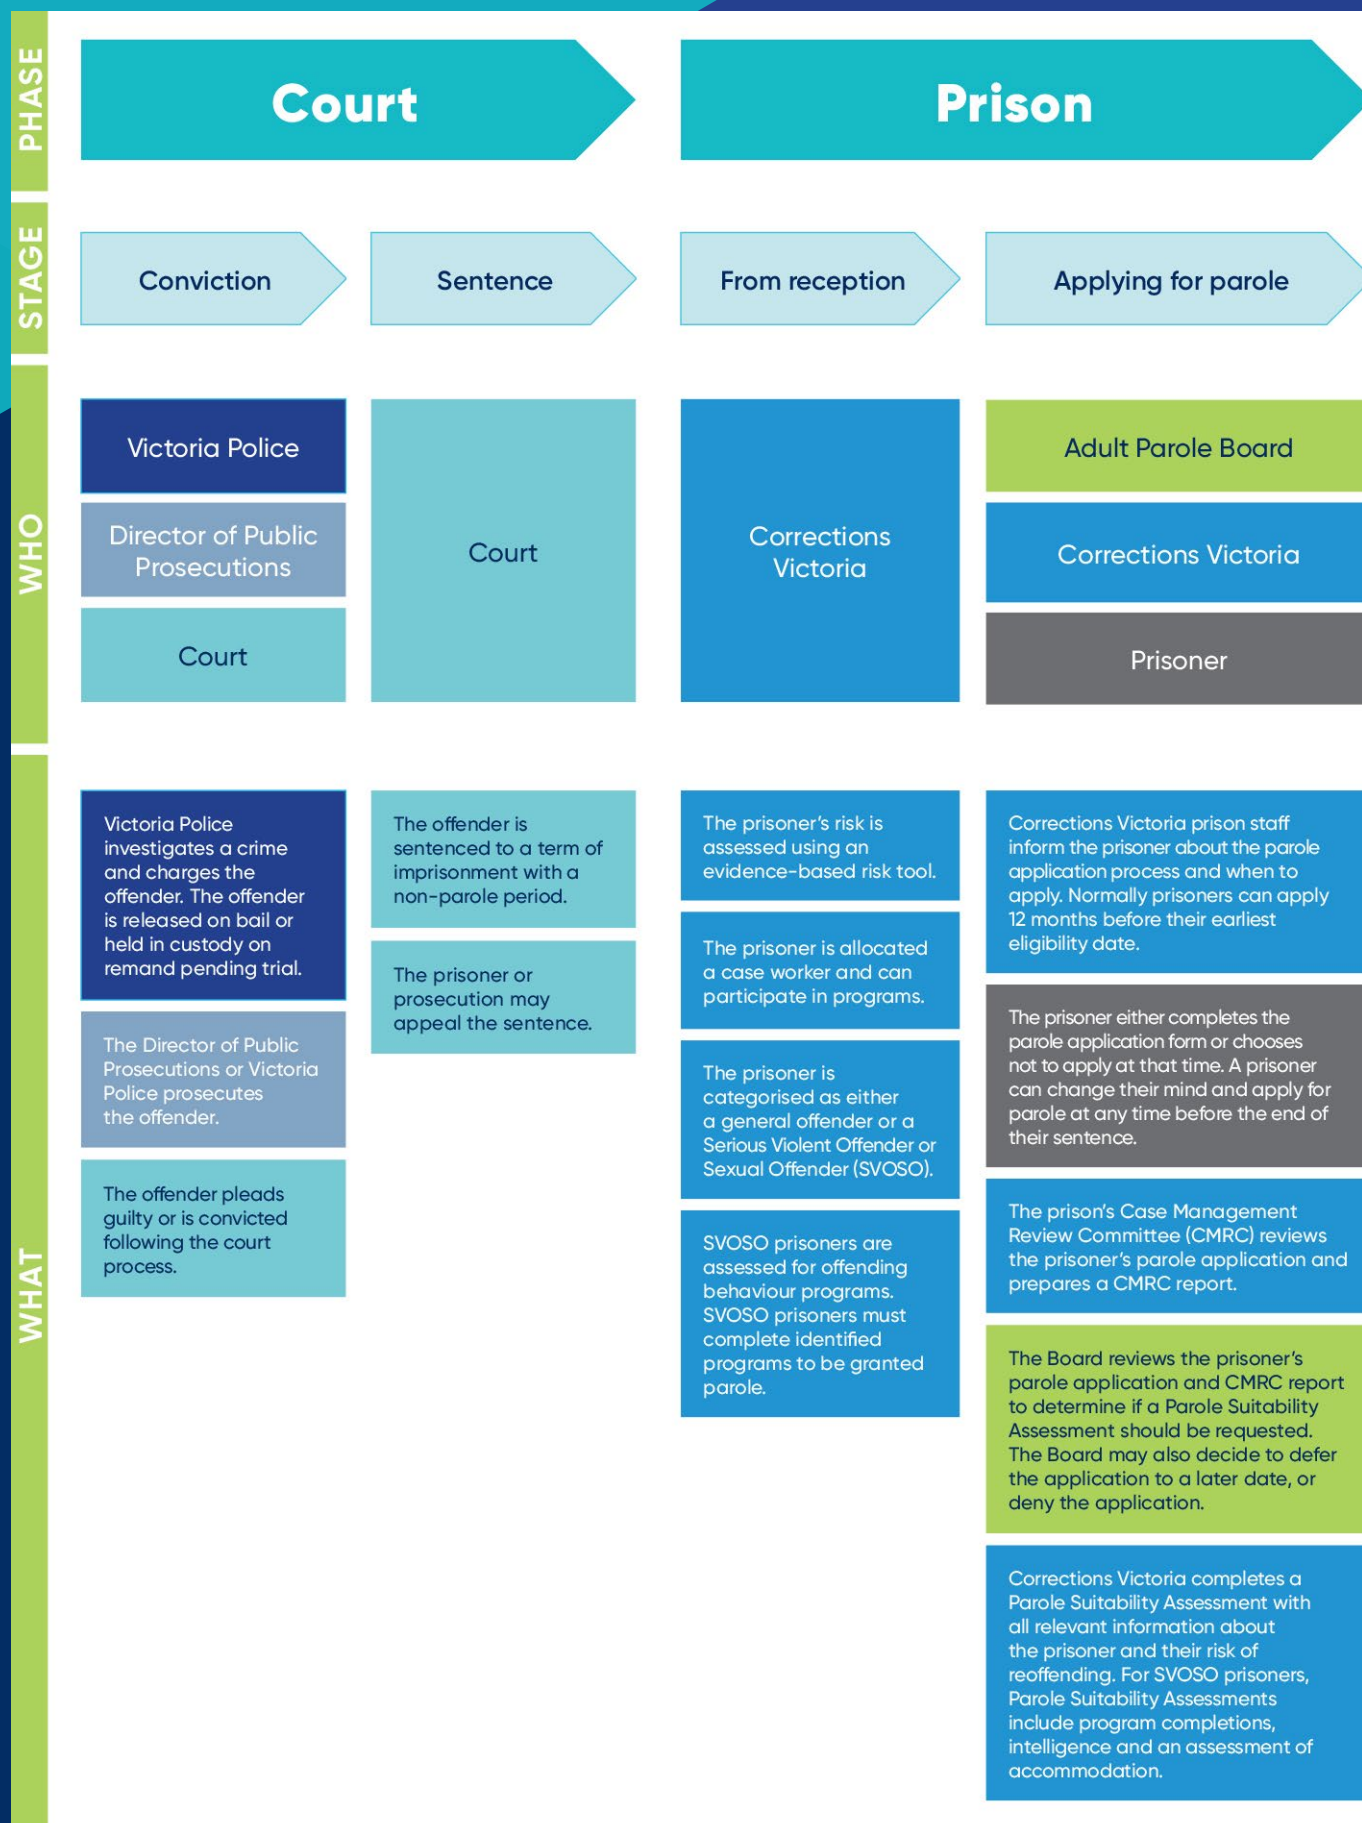 PHASE
Court
Prison
STAGE
Conviction
Sentence
From reception
Applying for parole
WHO
Victoria Police
Director of Public
Prosecutions
Court
Court
Corrections
Victoria
Adult Parole Board
Corrections Victoria
Prisoner
WHAT
Victoria Police
investigates a crime
and charges the
offender. The offender
is released on bail or
held in custody on
remand pending trial.
The Director of Public
Prosecutions or Victoria
Police prosecutes
the offender.
The offender pleads
guilty or is convicted
following the court
process.
The offender is
sentenced to a term of
imprisonment with a
non-parole period.
The prisoner or
prosecution may
appeal the sentence.
The prisoner's risk is
assessed using an
evidence-based risk tool.
The prisoner is allocated
a case worker and can
participate in programs.
The prisoner is
categorised as either
a general offender or a
Serious Violent Offender or
Sexual Offender (SVOSO).
SVOSO prisoners are
assessed for offending
behaviour programs.
SVOSO prisoners must
complete identified
programs to be granted
parole.
Corrections Victoria prison staff
inform the prisoner about the parole
application process and when to
apply. Normally prisoners can apply
12 months before their earliest
eligibility date.
The prisoner either completes the
parole application form or chooses
not to apply at that time. A prisoner
can change their mind and apply for
parole at any time before the end of
their sentence.
The prison's Case Management
Review Committee (CMRC) reviews
the prisoner's parole application and
prepares a CMRC report.
The Board reviews the prisoner's
parole application and CMRC report
to determine if a Parole Suitability
Assessment should be requested.
The Board may also decide to defer
the application to a later date, or
deny the application.
Corrections Victoria completes a
Parole Suitability Assessment with
all relevant information about
the prisoner and their risk of
reoffending. For SVOSO prisoners,
Parole Suitability Assessments
include program completions,
intelligence and an assessment of
accommodation.